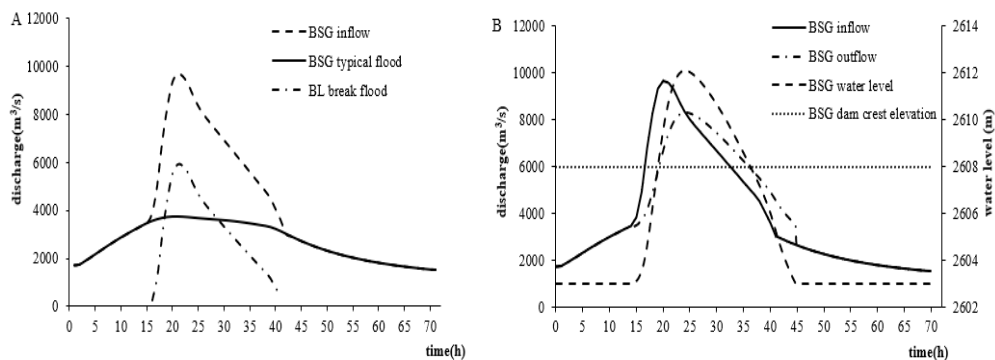 A
12000
10000
8000
6000
4000
2000
0
discharge(m³/s)
BSG inflow
BSG typical flood
BL break flood
0 5 10 15 20 25 30 35 40 45 50 55 60 65 70
time(h)
B
12000
10000
8000
6000
4000
2000
0
discharge(m³/s)
BSG inflow
BSG outflow
BSG water level
BSG dam crest elevation
2614
2612
2610
2608
2606
2604
2602
water level (m)
0 5 10 15 20 25 30 35 40 45 50 55 60 65 70
time(h)